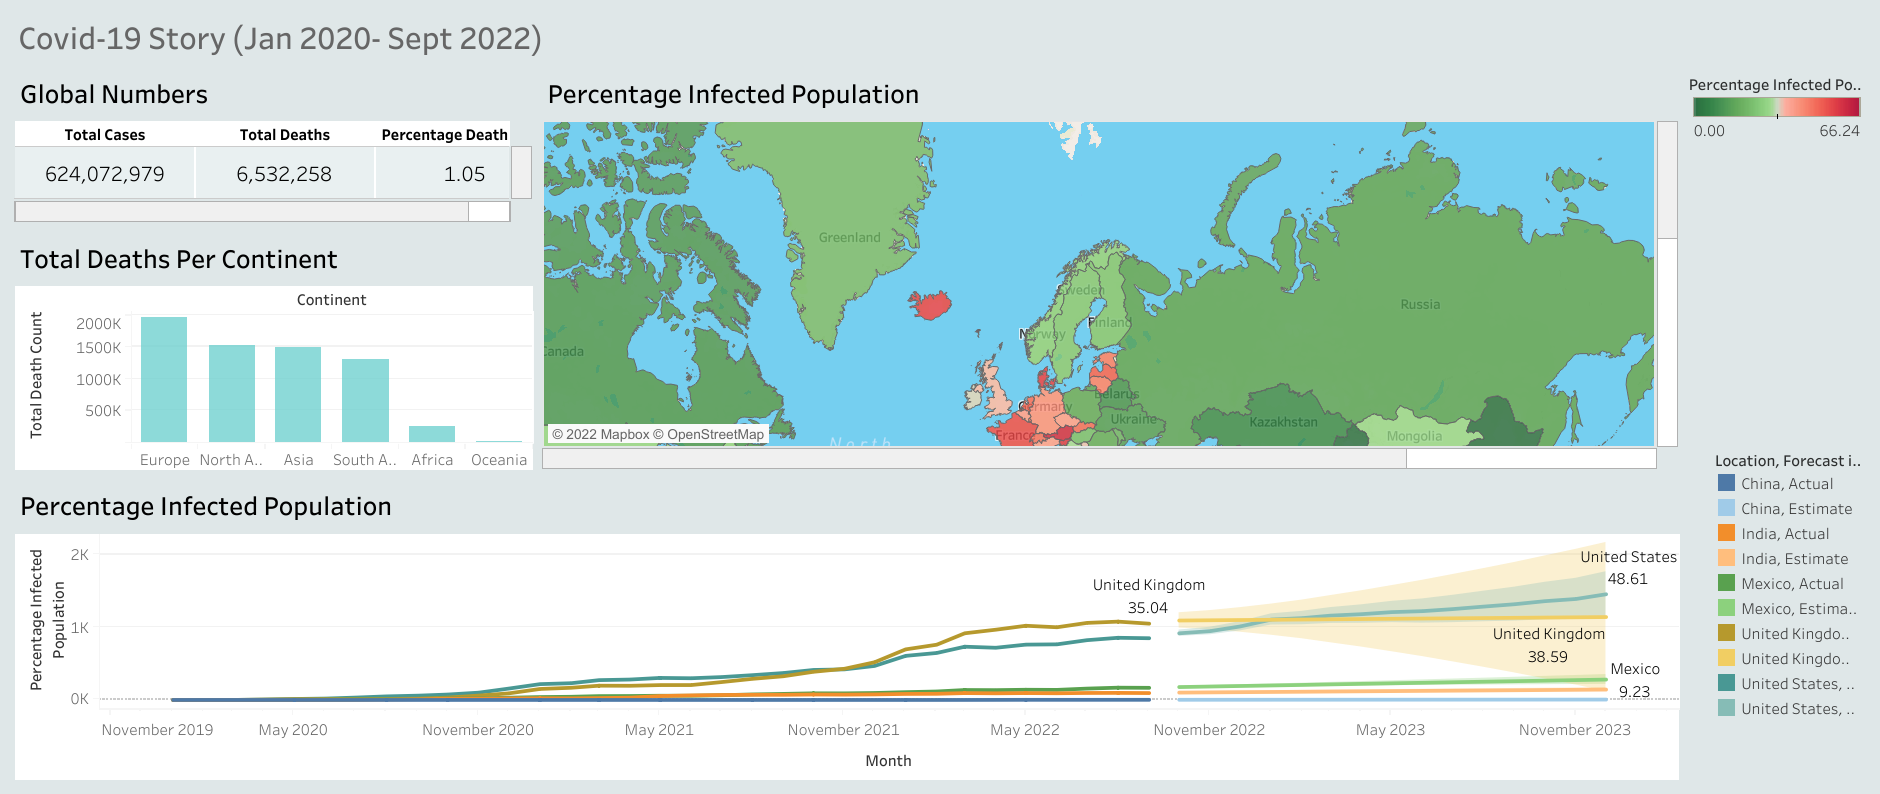 Covid-19 Story (Jan 2020- Sept 2022)
Global Numbers
Total Cases Total Deaths Percentage Death
624,072,979 6,532,258 1.05
Total Deaths Per Continent
Continent
Total Death Count
2000K
1500K
1000K
500K
Europe North A.. Asia South A.. Africa Oceania
Percentage Infected Population
Greenland
Canada
Sweden
Finland
Norway
Russia
Belarus
Germany
Ukraine
France
Kazakhstan
Mongolia
North
© 2022 Mapbox © OpenStreetMap
Percentage Infected Po..
0.00 66.24
Percentage Infected Population
Percentage Infected
Population
2K
1K
0K
United Kingdom
35.04
United States
48.61
United Kingdom
38.59
Mexico
9.23
November 2019 May 2020 November 2020 May 2021 November 2021 May 2022 November 2022 May 2023 November 2023
Month
Location, Forecast i..
China, Actual
China, Estimate
India, Actual
India, Estimate
Mexico, Actual
Mexico, Estima..
United Kingdo..
United Kingdo..
United States, ..
United States, ..